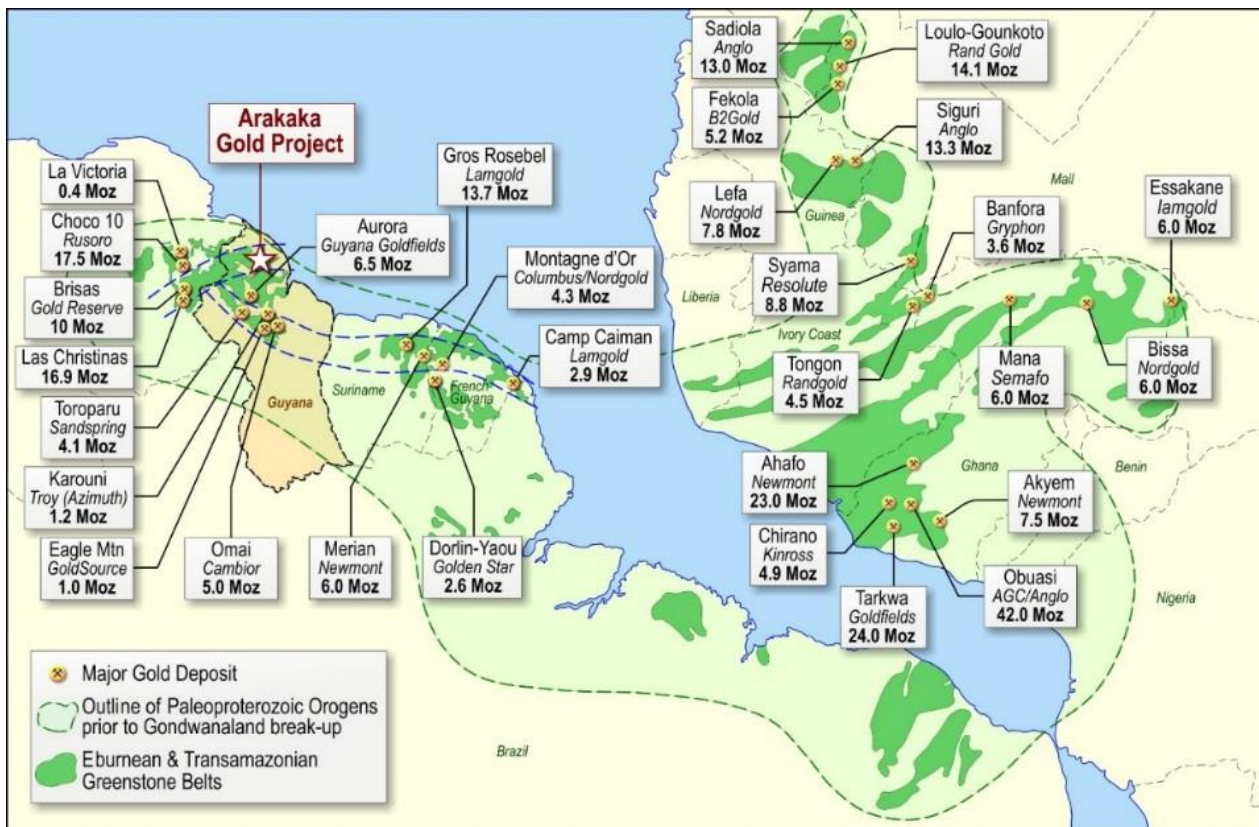 Sadiola
Anglo
13.0 Moz
Loulo-Gounkoto
Rand Gold
14.1 Moz
Fekola
B2Gold
5.2 Moz
Siguri
Anglo
13.3 Moz
Arakaka
Gold Project
La Victoria
0.4 Moz
Choco 10
Rusoro
17.5 Moz
Brisas
Gold Reserve
10 Moz
Las Christinas
16.9 Moz
Toroparu
Sandspring
4.1 Moz
Karouni
Troy (Azimuth)
1.2 Moz
Eagle Mtn
GoldSource
1.0 Moz
Omai
Cambior
5.0 Moz
Aurora
Guyana Goldfields
6.5 Moz
Gros Rosebel
Lamgold
13.7 Moz
Montagne d'Or
Columbus/Nordgold
4.3 Moz
Camp Caiman
Lamgold
2.9 Moz
Merian
Newmont
6.0 Moz
Dorlin-Yaou
Golden Star
2.6 Moz
Guyana
Suriname
French
Guyana
Brazil
Lefa
Nordgold
7.8 Moz
Guinea
Mali
Syama
Resolute
8.8 Moz
Banfora
Gryphon
3.6 Moz
Essakane
Iamgold
6.0 Moz
Liberia
Ivory Coast
Tongon
Randgold
4.5 Moz
Mana
Semafo
6.0 Moz
Bissa
Nordgold
6.0 Moz
Ahafo
Newmont
23.0 Moz
Ghana
Benin
Akyem
Newmont
7.5 Moz
Chirano
Kinross
4.9 Moz
Tarkwa
Goldfields
24.0 Moz
Obuasi
AGC/Anglo
42.0 Moz
Nigeria
Major Gold Deposit
Outline of Paleoproterozoic Orogens
prior to Gondwanaland break-up
Eburnean & Transamazonian
Greenstone Belts